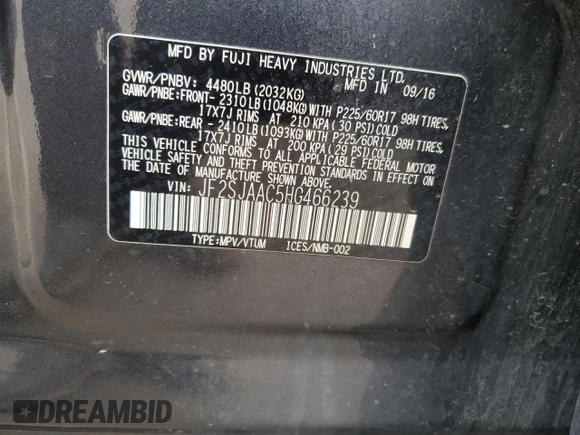 MFD BY FUJI HEAVY INDUSTRIES LTD.
MFD IN 09/16
GVWR/PNBV: 4480LB(2032KG)
GAWR/PNBE:FRONT- 2310LB(1048KG)WITH P225/60R17 98H TIRES,
17X7J RIMS AT 210 KPA(30 PSI)COLD
GAWR/PNBE:REAR -2410LB(1093KG)WITH P225/60R17 98H TIRES,
17X7J RIMS AT 200 KPA(29 PSI)COLD
THIS VEHICLE CONFORMS TO ALL APPLICABLE FEDERAL MOTOR
VEHICLE SAFETY AND THEFT PREVENTION STANDARDS IN EFFECT ON
THE DATE OF MANUFACTURE SHOWN ABOVE.
VIN: JF2SJAAC5HG466239
TYPE:MPV/VTUM ICES/NMB-002
DREAMBID